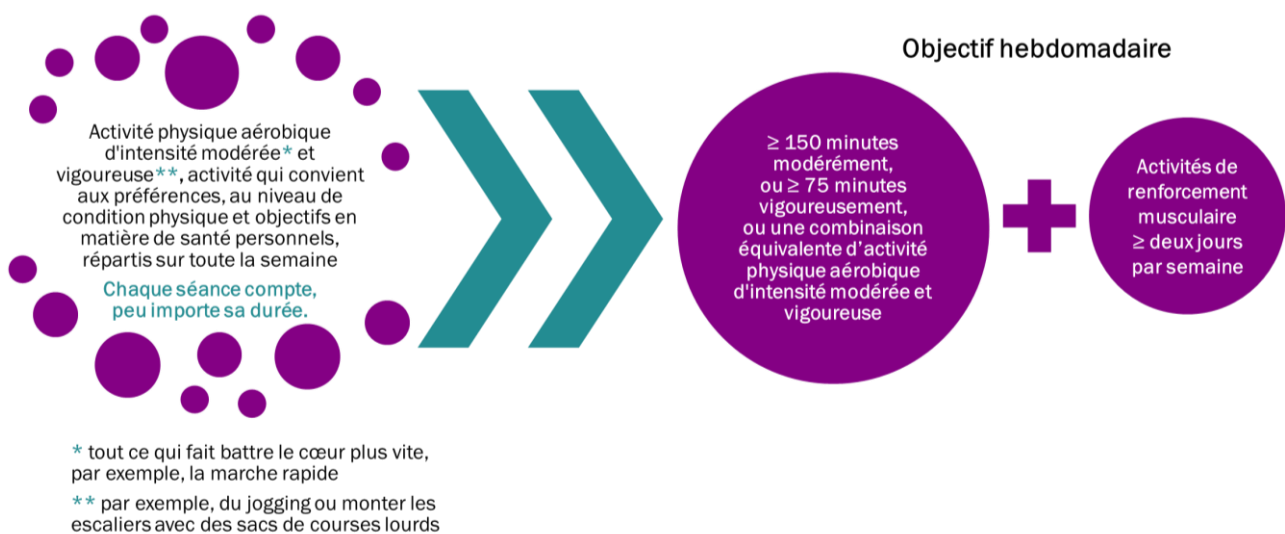 Objectif hebdomadaire
Activité physique aérobique
d'intensité modérée* et
vigoureuse**, activité qui convient
aux préférences, au niveau de
condition physique et objectifs en
matière de santé personnels,
répartis sur toute la semaine
Chaque séance compte,
peu importe sa durée.
≥ 150 minutes
modérément,
ou ≥ 75 minutes
vigoureusement,
ou une combinaison
équivalente d’activité
physique aérobique
d'intensité modérée et
vigoureuse
Activités de
renforcement
musculaire
≥ deux jours
par semaine
* tout ce qui fait battre le cœur plus vite,
par exemple, la marche rapide
** par exemple, du jogging ou monter les
escaliers avec des sacs de courses lourds